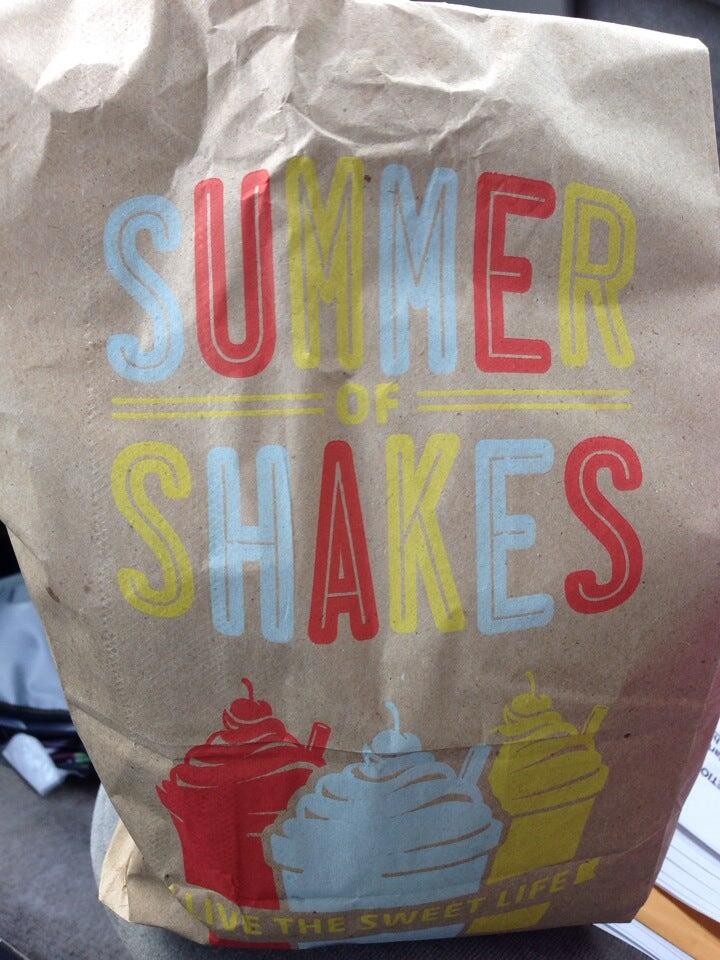 SUMMER
OF
SHAKES
LIVE THE SWEET LIFE